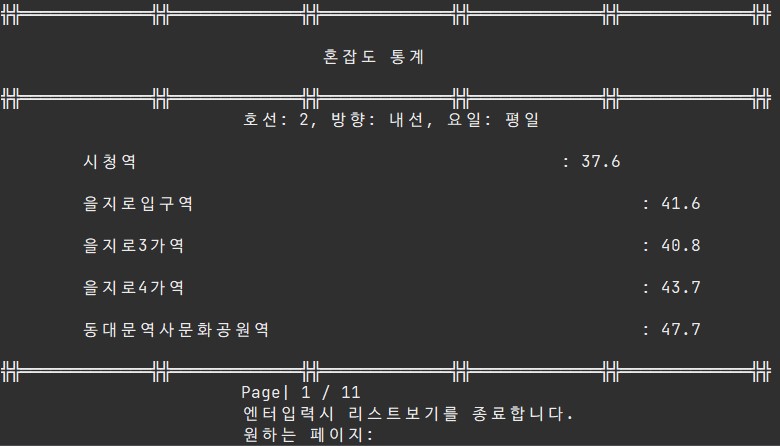 혼잡도 통계
호선: 2, 방향: 내선, 요일: 평일
시청역 : 37.6
을지로입구역 : 41.6
을지로3가역 : 40.8
을지로4가역 : 43.7
동대문역사문화공원역 : 47.7
Page| 1 / 11
엔터입력시 리스트보기를 종료합니다.
원하는 페이지: